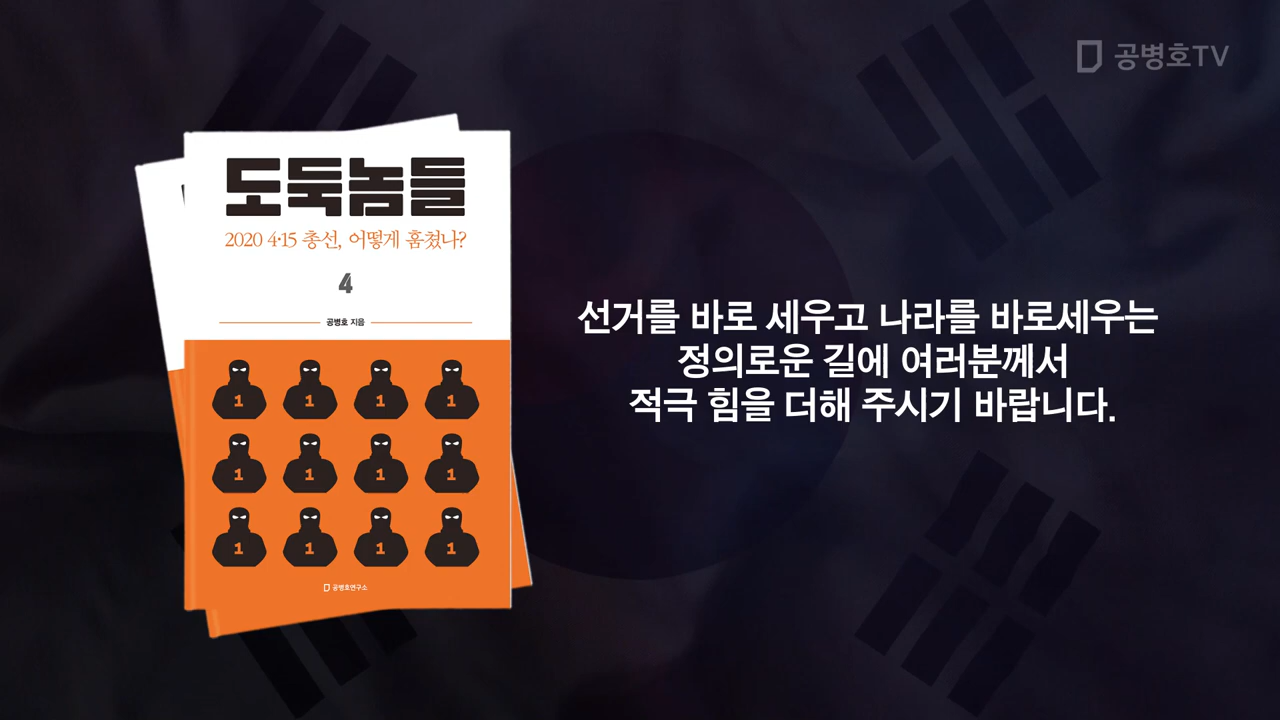 공병호TV
도둑놈들
2020 4·15 총선, 어떻게 훔쳤나?
4
공병호 지음
1 1 1 1
1 1 1 1
1 1 1 1
공병호연구소
선거를 바로 세우고 나라를 바로세우는
정의로운 길에 여러분께서
적극 힘을 더해 주시기 바랍니다.